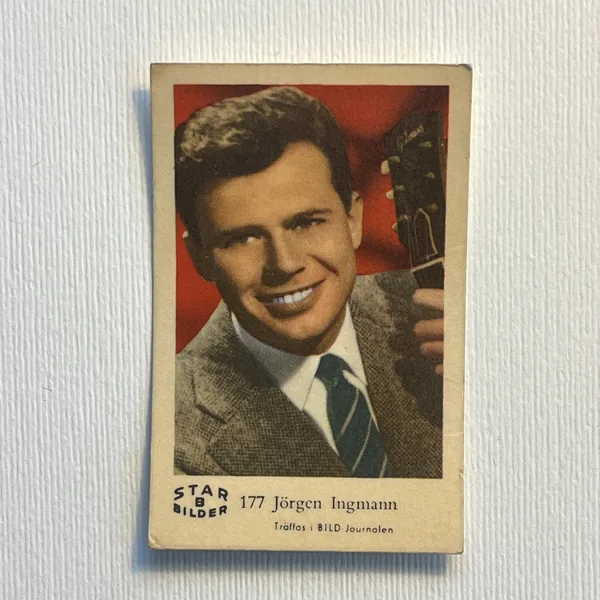 STAR
B
BILDER
177 Jörgen Ingmann
Träffas i BILD-Journalen